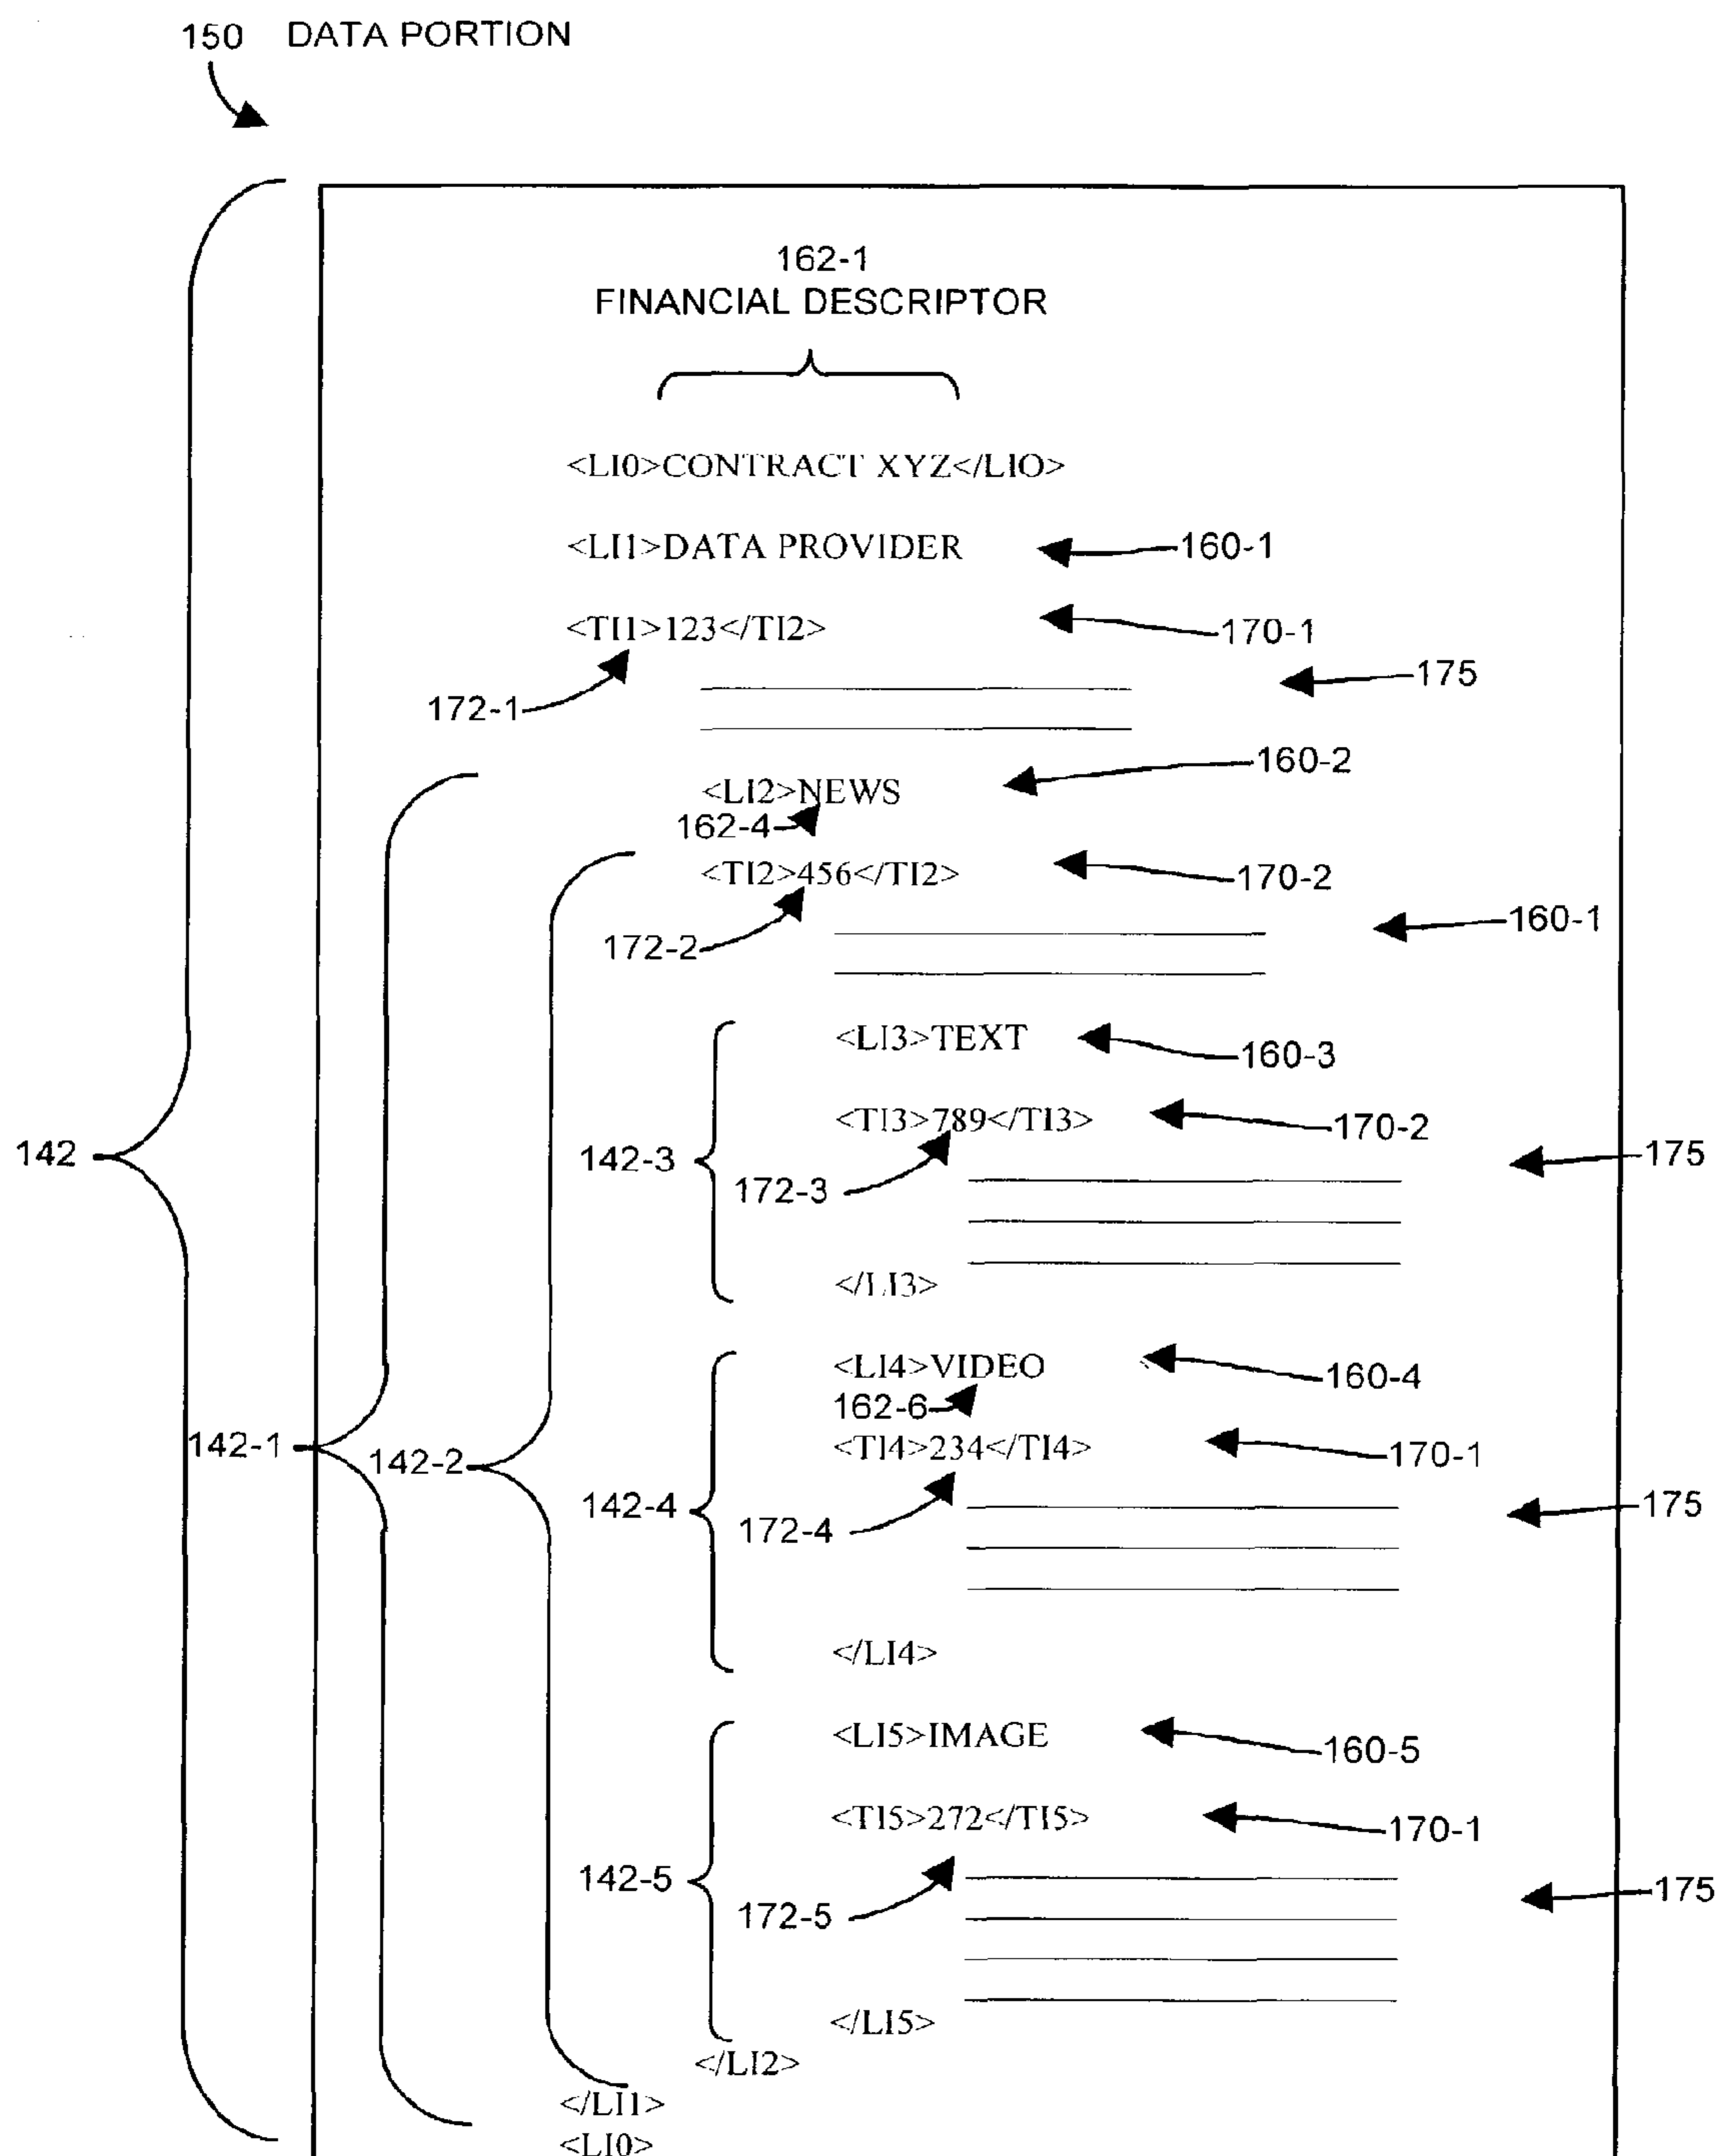 150 DATA PORTION
162-1
FINANCIAL DESCRIPTOR
<LI0>CONTRACT XYZ</LIO>
<LI1>DATA PROVIDER 160-1
<TI1>123</TI2> 170-1
175
172-1
160-2
<LI2>NEWS
162-4
<TI2>456</TI2> 170-2
160-1
172-2
<LI3>TEXT 160-3
<TI3>789</TI3> 170-2
142 142-3 175
172-3
</LI3>
<LI4>VIDEO 160-4
162-6
142-1 142-2 <TI4>234</TI4> 170-1
142-4 175
172-4
</LI4>
<LI5>IMAGE 160-5
<TI5>272</TI5> 170-1
142-5 175
172-5
</LI5>
</LI2>
</LI1>
<LI0>